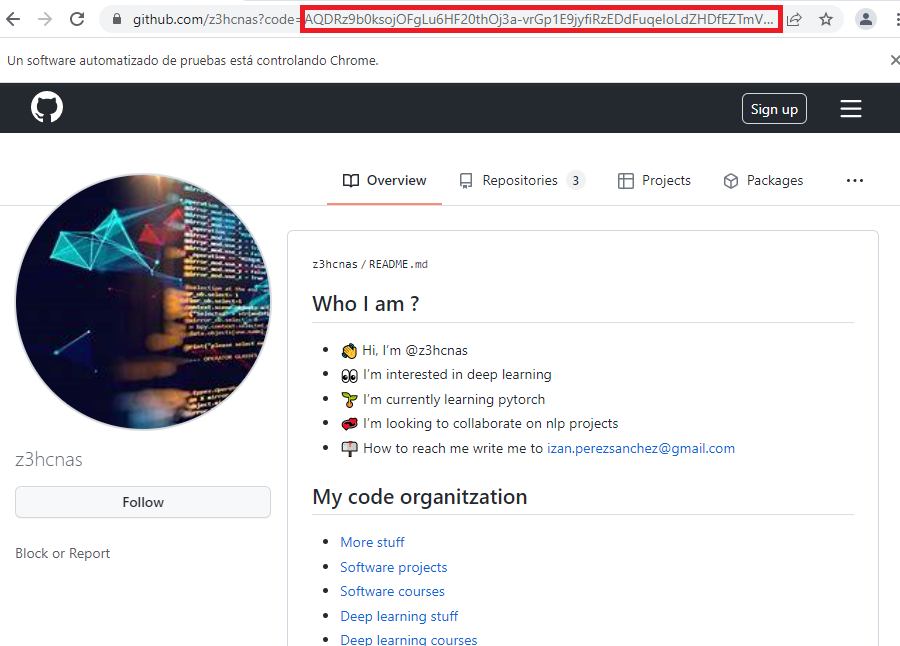 github.com/z3hcnas?code=AQDRz9b0ksojOFgLu6HF20thOj3a-vrGp1E9jyfiRzEDdFuqeIoLdZHDfEZTmV...
Un software automatizado de pruebas está controlando Chrome.
Sign up
Overview
Repositories 3
Projects
Packages
z3hcnas
Follow
Block or Report
z3hcnas / README.md
Who I am ?
Hi, I'm @z3hcnas
I'm interested in deep learning
I'm currently learning pytorch
I'm looking to collaborate on nlp projects
How to reach me write me to izan.perezsanchez@gmail.com
My code organitzation
More stuff
Software projects
Software courses
Deep learning stuff
Deep learning courses